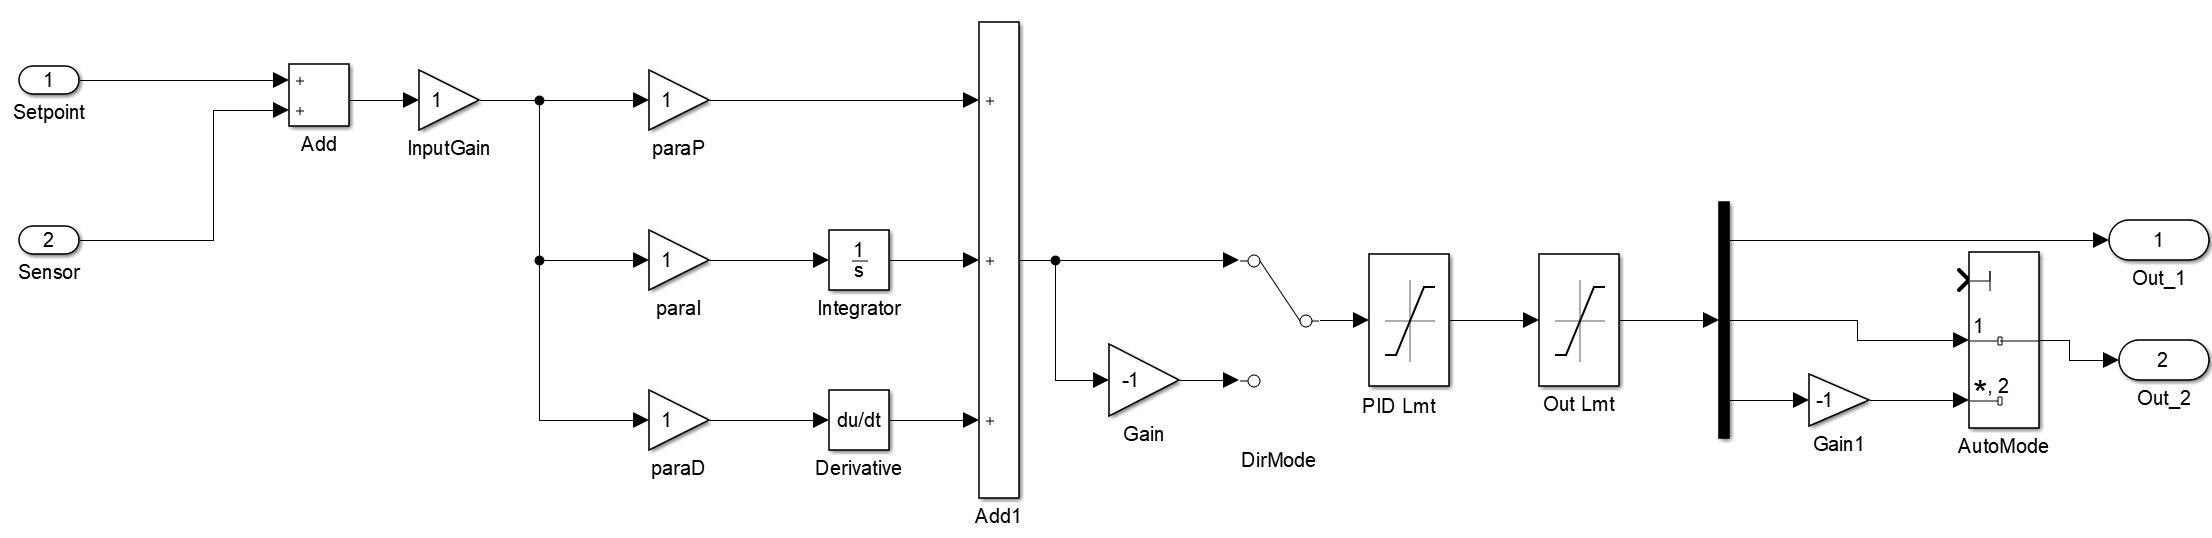 1
Setpoint
2
Sensor
+
+
Add
1
InputGain
1
paraP
1
paraI
1
s
Integrator
1
paraD
du/dt
Derivative
+
+
+
Add1
-1
Gain
DirMode
PID Lmt
Out Lmt
-1
Gain1
1
*, 2
AutoMode
1
Out_1
2
Out_2